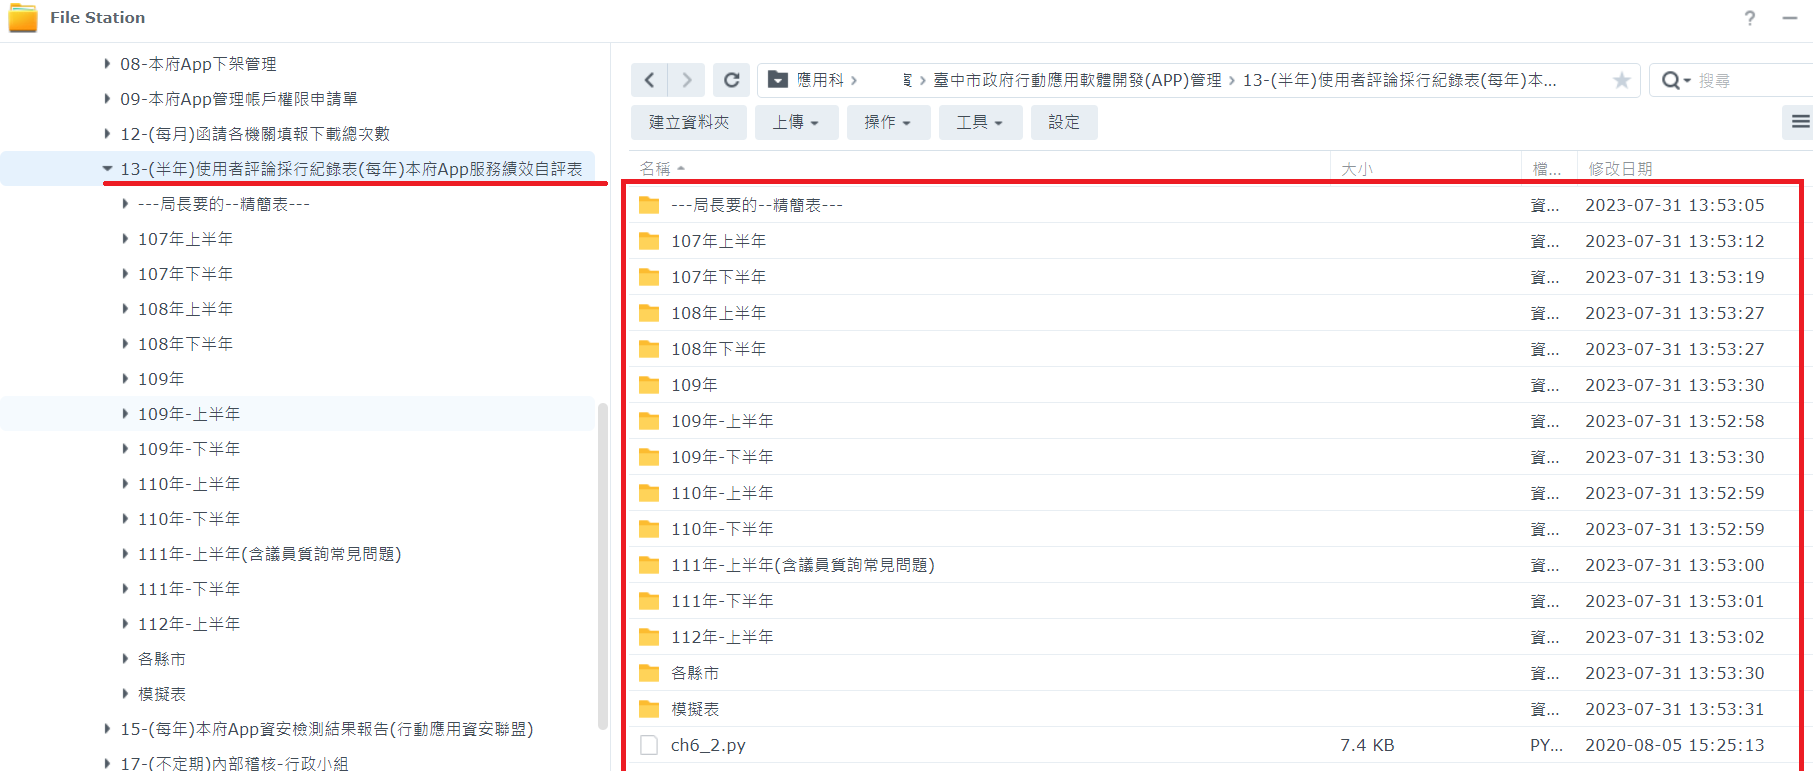 File Station
?
08-本府App下架管理
09-本府App管理帳戶權限申請單
12-(每月)函請各機關填報下載總次數
13-(半年)使用者評論採行紀錄表(每年)本府App服務績效自評表
---局長要的--精簡表---
107年上半年
107年下半年
108年上半年
108年下半年
109年
109年-上半年
109年-下半年
110年-上半年
110年-下半年
111年-上半年(含議員質詢常見問題)
111年-下半年
112年-上半年
各縣市
模擬表
15-(每年)本府App資安檢測結果報告(行動應用資安聯盟)
17-(不定期)內部稽核-行政小組
應用科 › › 臺中市政府行動應用軟體開發(APP)管理 › 13-(半年)使用者評論採行紀錄表(每年)本...
搜尋
建立資料夾 上傳 操作 工具 設定
名稱 大小 檔... 修改日期
---局長要的--精簡表--- 資... 2023-07-31 13:53:05
107年上半年 資... 2023-07-31 13:53:12
107年下半年 資... 2023-07-31 13:53:19
108年上半年 資... 2023-07-31 13:53:27
108年下半年 資... 2023-07-31 13:53:27
109年 資... 2023-07-31 13:53:30
109年-上半年 資... 2023-07-31 13:52:58
109年-下半年 資... 2023-07-31 13:53:30
110年-上半年 資... 2023-07-31 13:52:59
110年-下半年 資... 2023-07-31 13:52:59
111年-上半年(含議員質詢常見問題) 資... 2023-07-31 13:53:00
111年-下半年 資... 2023-07-31 13:53:01
112年-上半年 資... 2023-07-31 13:53:02
各縣市 資... 2023-07-31 13:53:30
模擬表 資... 2023-07-31 13:53:31
ch6_2.py 7.4 KB PY... 2020-08-05 15:25:13